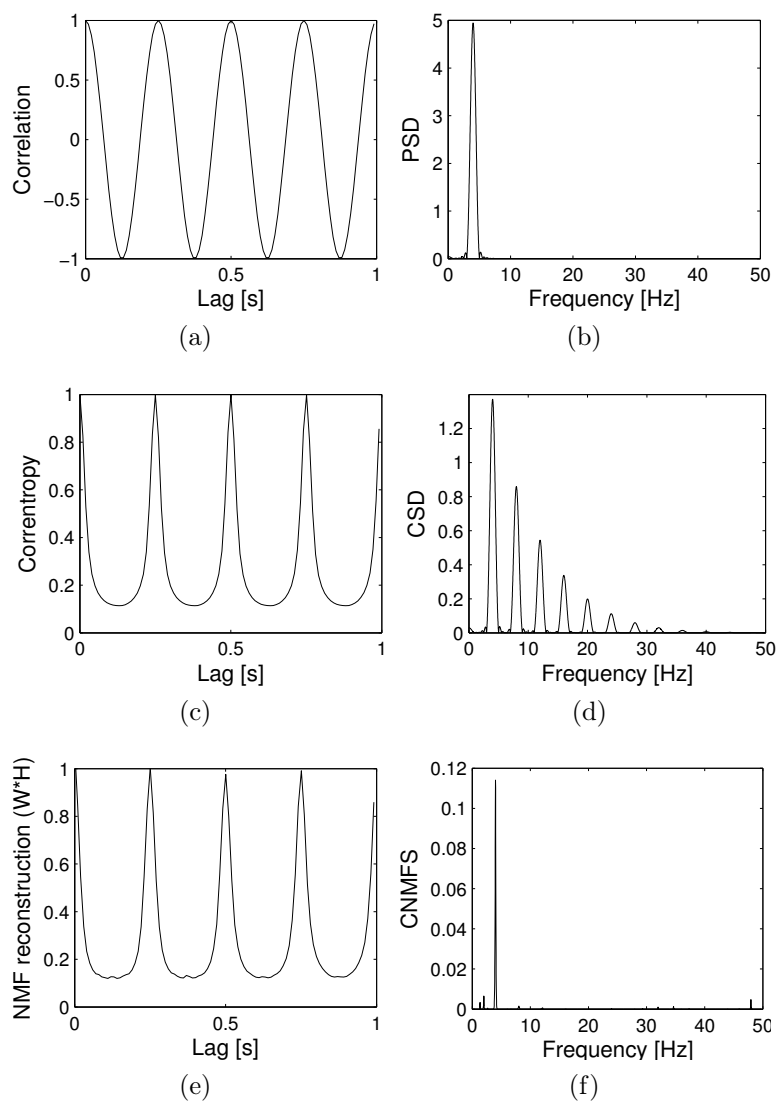 1
0.5
0
−0.5
−1
0 0.5 1
Correlation
Lag [s]
(a)
5
4
3
2
1
0
0 10 20 30 40 50
PSD
Frequency [Hz]
(b)
1
0.8
0.6
0.4
0.2
0
0 0.5 1
Correntropy
Lag [s]
(c)
1.2
1
0.8
0.6
0.4
0.2
0
0 10 20 30 40 50
CSD
Frequency [Hz]
(d)
1
0.8
0.6
0.4
0.2
0
0 0.5 1
NMF reconstruction (W*H)
Lag [s]
(e)
0.12
0.10
0.08
0.06
0.04
0.02
0
0 10 20 30 40 50
CNMFS
Frequency [Hz]
(f)